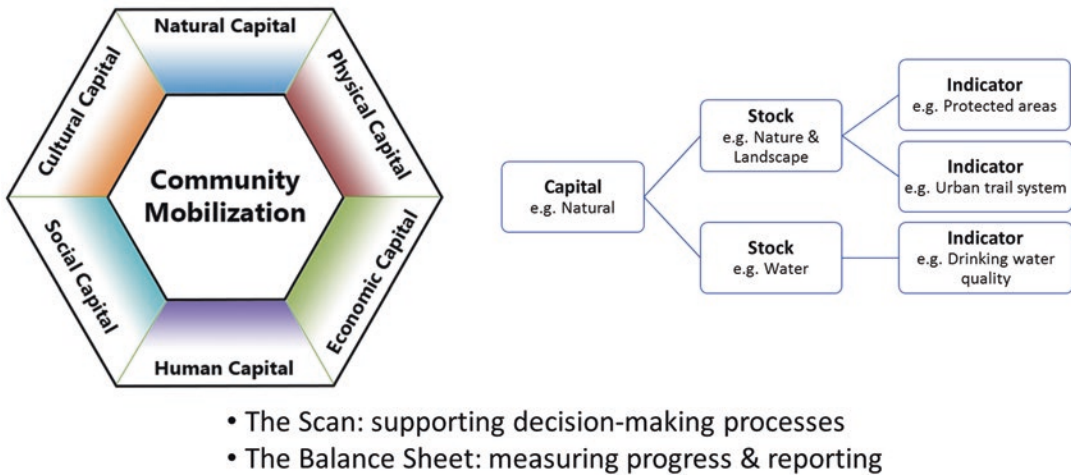 Natural Capital
Physical Capital
Economic Capital
Human Capital
Social Capital
Cultural Capital
Community
Mobilization
Capital
e.g. Natural
Stock
e.g. Nature &
Landscape
Indicator
e.g. Protected areas
Indicator
e.g. Urban trail system
Stock
e.g. Water
Indicator
e.g. Drinking water
quality
• The Scan: supporting decision-making processes
• The Balance Sheet: measuring progress & reporting